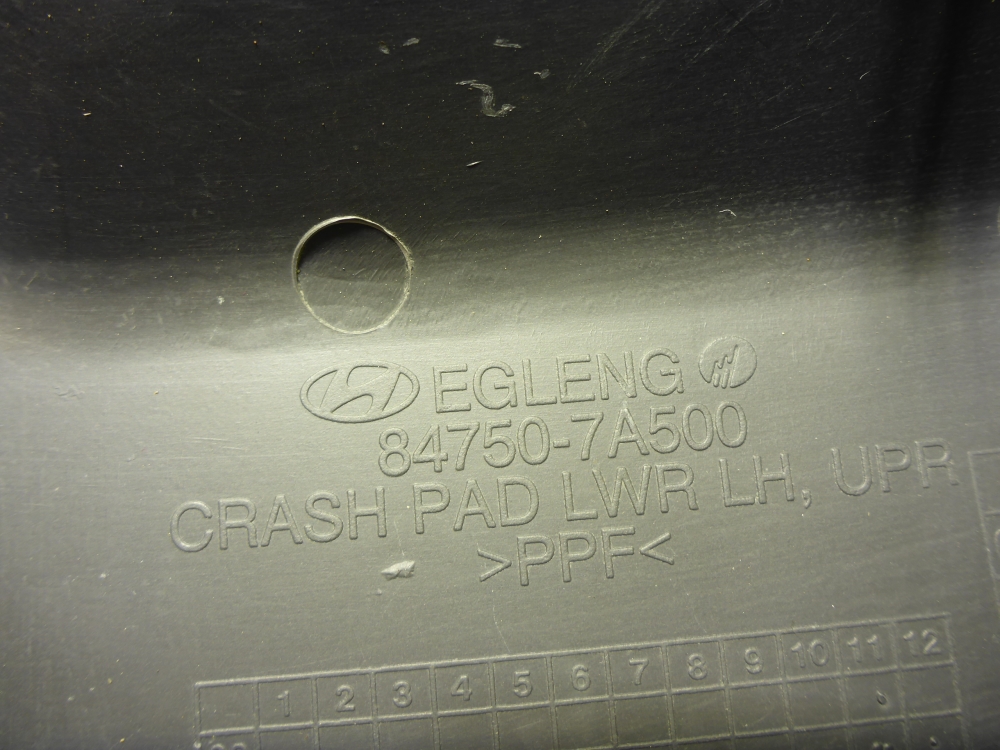 EGLENG
84750-7A500
CRASH PAD LWR LH, UPR
>PPF<
1 2 3 4 5 6 7 8 9 10 11 12